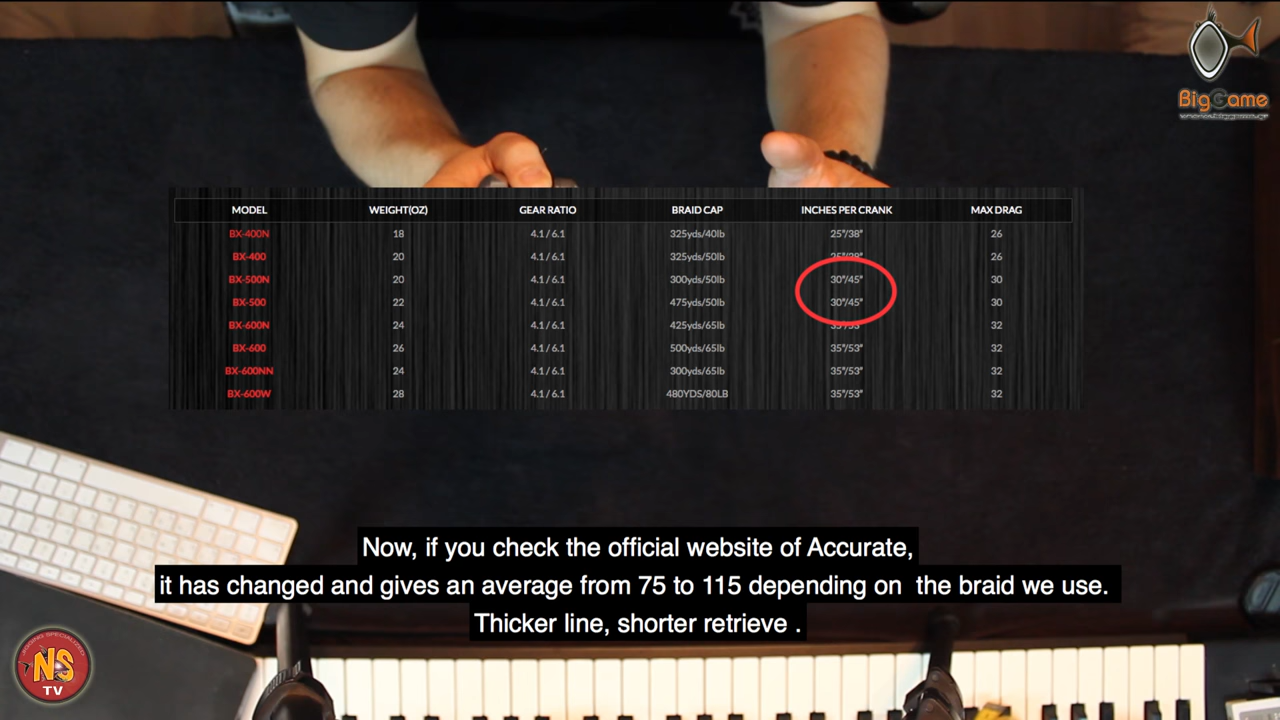 BigGame
MODEL WEIGHT(OZ) GEAR RATIO BRAID CAP INCHES PER CRANK MAX DRAG
BX-400N 18 4.1 / 6.1 325yds/40lb 25"/38" 26
BX-400 20 4.1 / 6.1 325yds/50lb 25"/38" 26
BX-500N 20 4.1 / 6.1 300yds/50lb 30"/45" 30
BX-500 22 4.1 / 6.1 475yds/50lb 30"/45" 30
BX-600N 24 4.1 / 6.1 425yds/65lb 35"/53" 32
BX-600 26 4.1 / 6.1 500yds/65lb 35"/53" 32
BX-600NN 24 4.1 / 6.1 300yds/65lb 35"/53" 32
BX-600W 28 4.1 / 6.1 480YDS/80LB 35"/53" 32
Now, if you check the official website of Accurate,
it has changed and gives an average from 75 to 115 depending on the braid we use.
Thicker line, shorter retrieve .
NS
TV